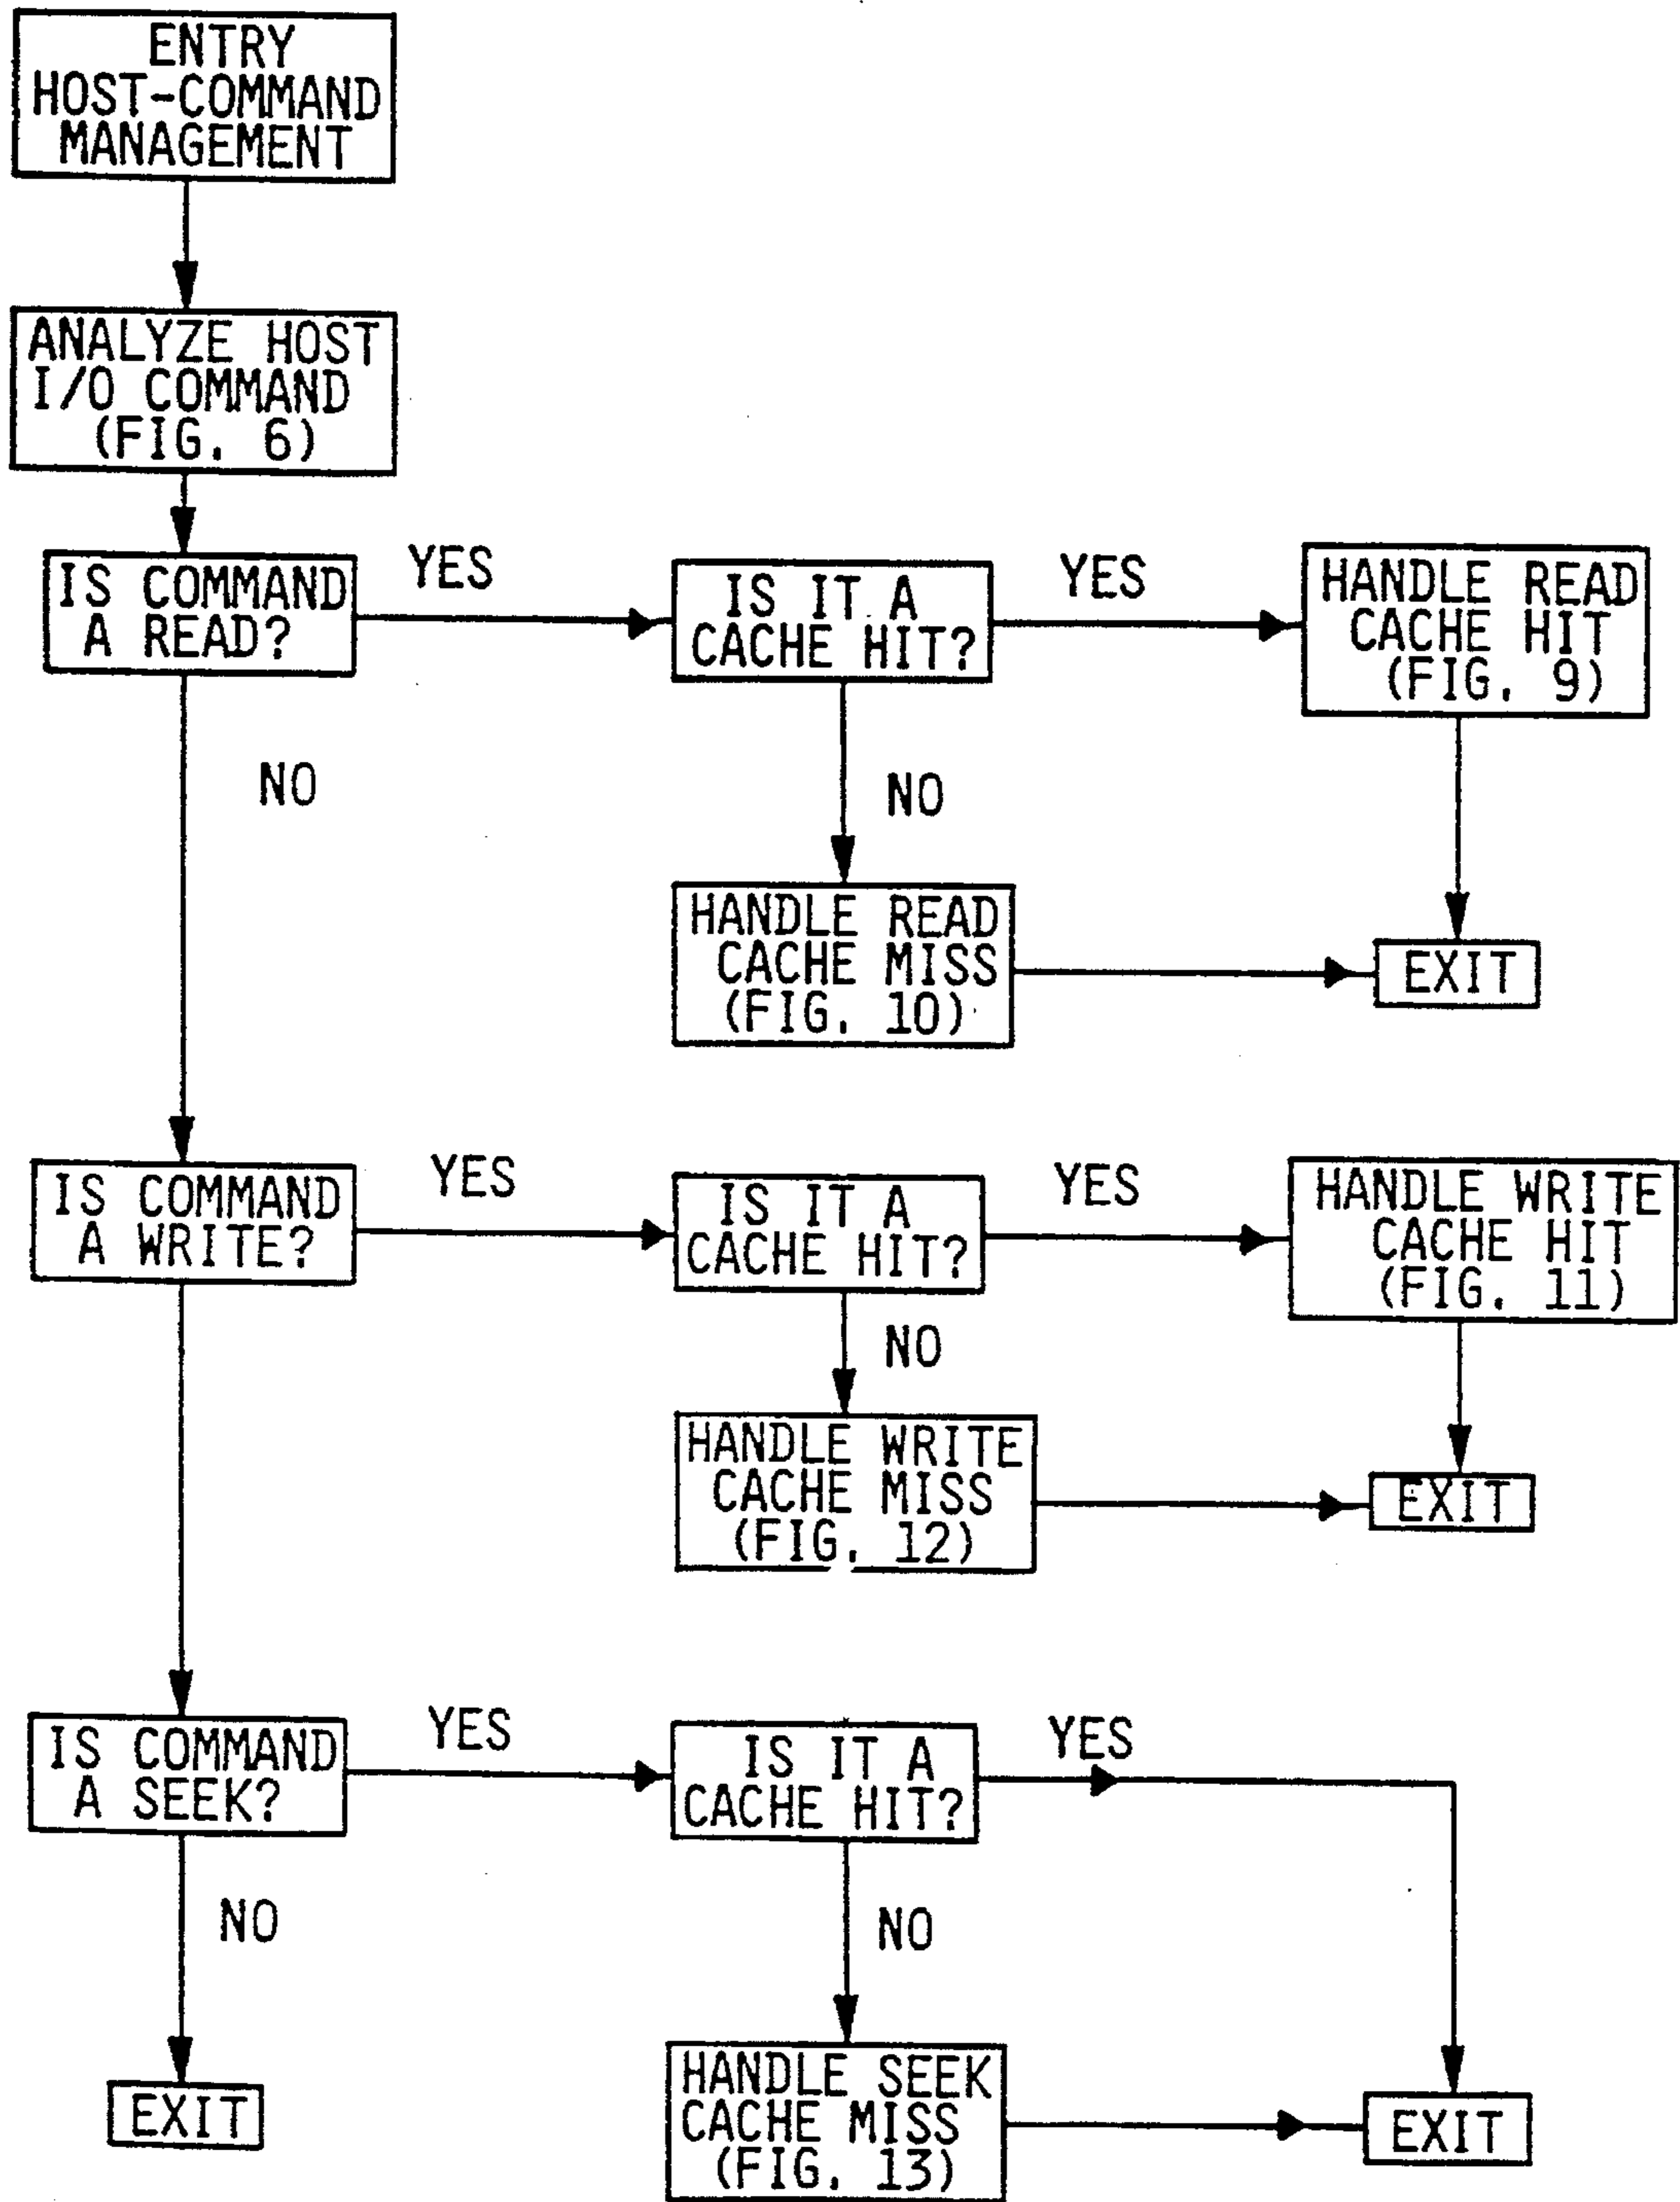 ENTRY
HOST-COMMAND
MANAGEMENT
ANALYZE HOST
I/O COMMAND
(FIG. 6)
IS COMMAND
A READ?
YES
IS IT A
CACHE HIT?
YES
HANDLE READ
CACHE HIT
(FIG. 9)
NO
NO
HANDLE READ
CACHE MISS
(FIG. 10)
EXIT
IS COMMAND
A WRITE?
YES
IS IT A
CACHE HIT?
YES
HANDLE WRITE
CACHE HIT
(FIG. 11)
NO
HANDLE WRITE
CACHE MISS
(FIG. 12)
EXIT
IS COMMAND
A SEEK?
YES
IS IT A
CACHE HIT?
YES
NO
NO
EXIT
HANDLE SEEK
CACHE MISS
(FIG. 13)
EXIT